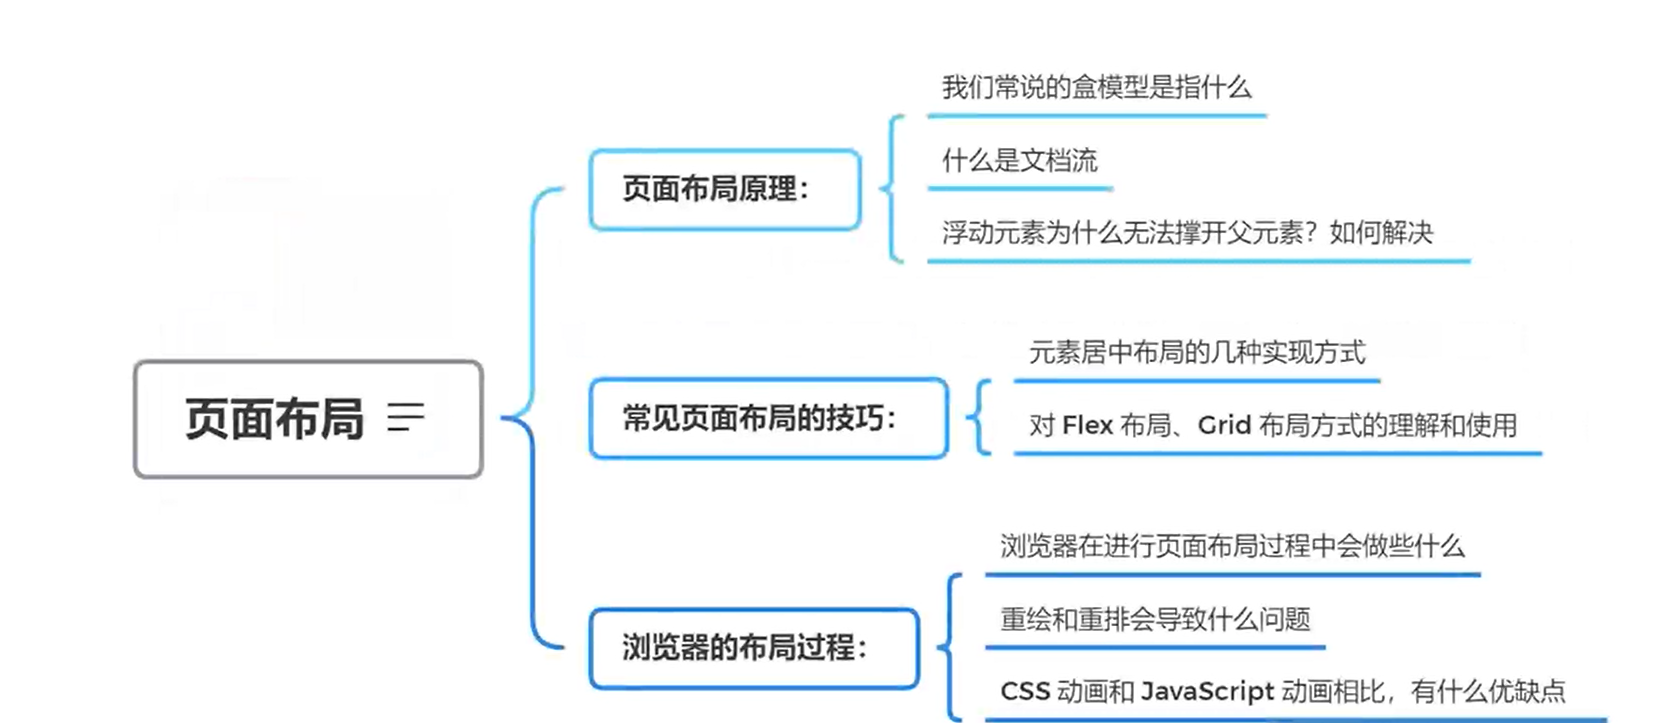 页面布局
页面布局原理：
我们常说的盒模型是指什么
什么是文档流
浮动元素为什么无法撑开父元素？如何解决
常见页面布局的技巧：
元素居中布局的几种实现方式
对 Flex 布局、Grid 布局方式的理解和使用
浏览器的布局过程：
浏览器在进行页面布局过程中会做些什么
重绘和重排会导致什么问题
CSS 动画和 JavaScript 动画相比，有什么优缺点